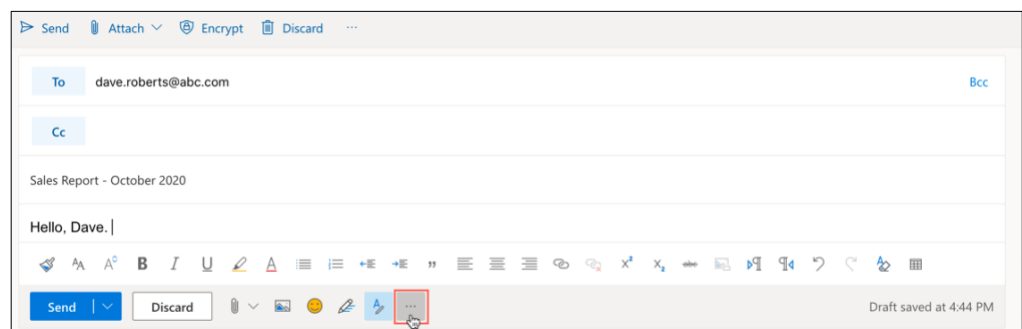 Send Attach Encrypt Discard ...
To dave.roberts@abc.com Bcc
Cc
Sales Report - October 2020
Hello, Dave.
B I U A x² x₂ abc
Send Discard ... Draft saved at 4:44 PM